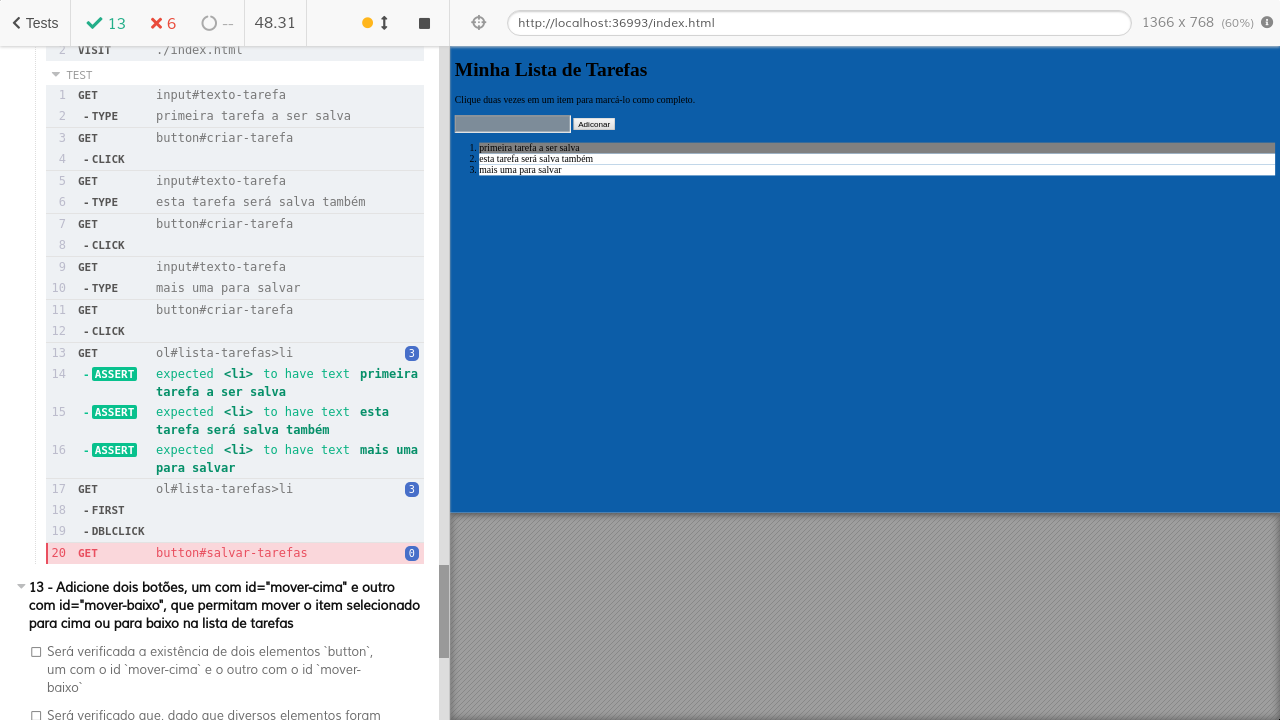 Tests
13
6
--
48.31
http://localhost:36993/index.html
1366 x 768 (60%)
2 VISIT ./index.html
TEST
1 GET input#texto-tarefa
2 -TYPE primeira tarefa a ser salva
3 GET button#criar-tarefa
4 -CLICK
5 GET input#texto-tarefa
6 -TYPE esta tarefa será salva também
7 GET button#criar-tarefa
8 -CLICK
9 GET input#texto-tarefa
10 -TYPE mais uma para salvar
11 GET button#criar-tarefa
12 -CLICK
13 GET ol#lista-tarefas>li 3
14 -ASSERT expected <li> to have text primeira
tarefa a ser salva
15 -ASSERT expected <li> to have text esta
tarefa será salva também
16 -ASSERT expected <li> to have text mais uma
para salvar
17 GET ol#lista-tarefas>li 3
18 -FIRST
19 -DBLCLICK
20 GET button#salvar-tarefas 0
13 - Adicione dois botões, um com id="mover-cima" e outro
com id="mover-baixo", que permitam mover o item selecionado
para cima ou para baixo na lista de tarefas
Será verificada a existência de dois elementos `button`,
um com o id `mover-cima` e o outro com o id `mover-
baixo`
Será verificado que, dado que diversos elementos foram
Minha Lista de Tarefas
Clique duas vezes em um item para marcá-lo como completo.
Adicionar
1. primeira tarefa a ser salva
2. esta tarefa será salva também
3. mais uma para salvar